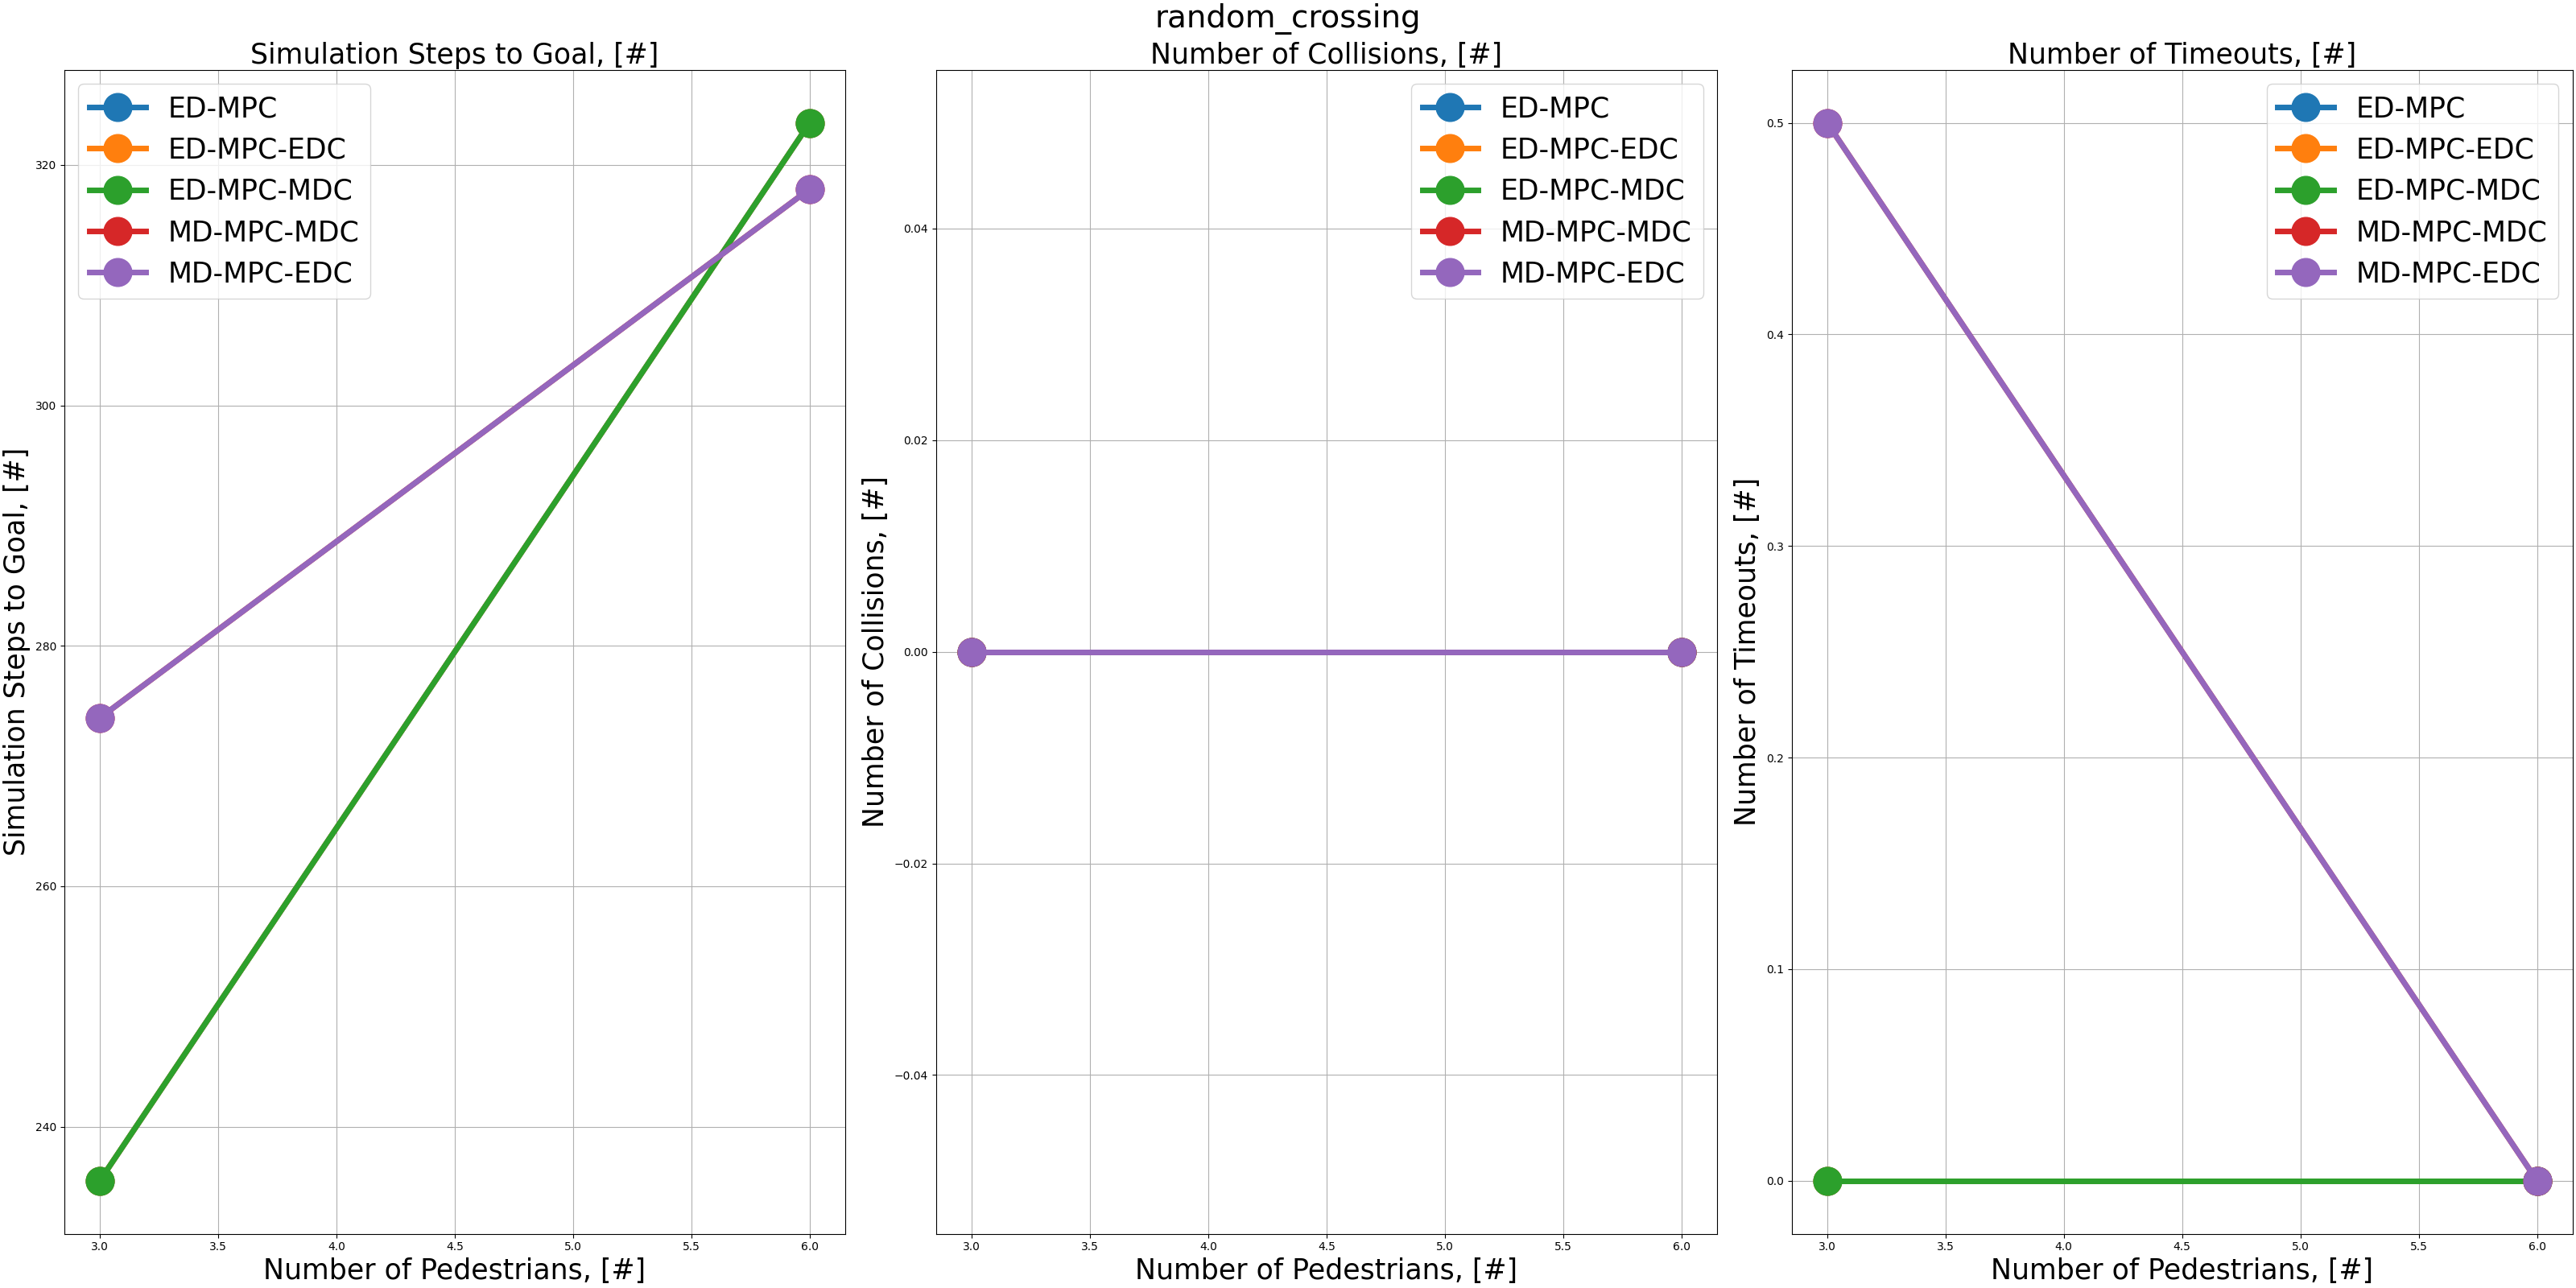 random_crossing
Simulation Steps to Goal, [#]
Simulation Steps to Goal, [#]
320
300
280
260
240
ED-MPC
ED-MPC-EDC
ED-MPC-MDC
MD-MPC-MDC
MD-MPC-EDC
3.0 3.5 4.0 4.5 5.0 5.5 6.0
Number of Pedestrians, [#]
Number of Collisions, [#]
Number of Collisions, [#]
0.04
0.02
0.00
−0.02
−0.04
ED-MPC
ED-MPC-EDC
ED-MPC-MDC
MD-MPC-MDC
MD-MPC-EDC
3.0 3.5 4.0 4.5 5.0 5.5 6.0
Number of Pedestrians, [#]
Number of Timeouts, [#]
Number of Timeouts, [#]
0.5
0.4
0.3
0.2
0.1
0.0
ED-MPC
ED-MPC-EDC
ED-MPC-MDC
MD-MPC-MDC
MD-MPC-EDC
3.0 3.5 4.0 4.5 5.0 5.5 6.0
Number of Pedestrians, [#]